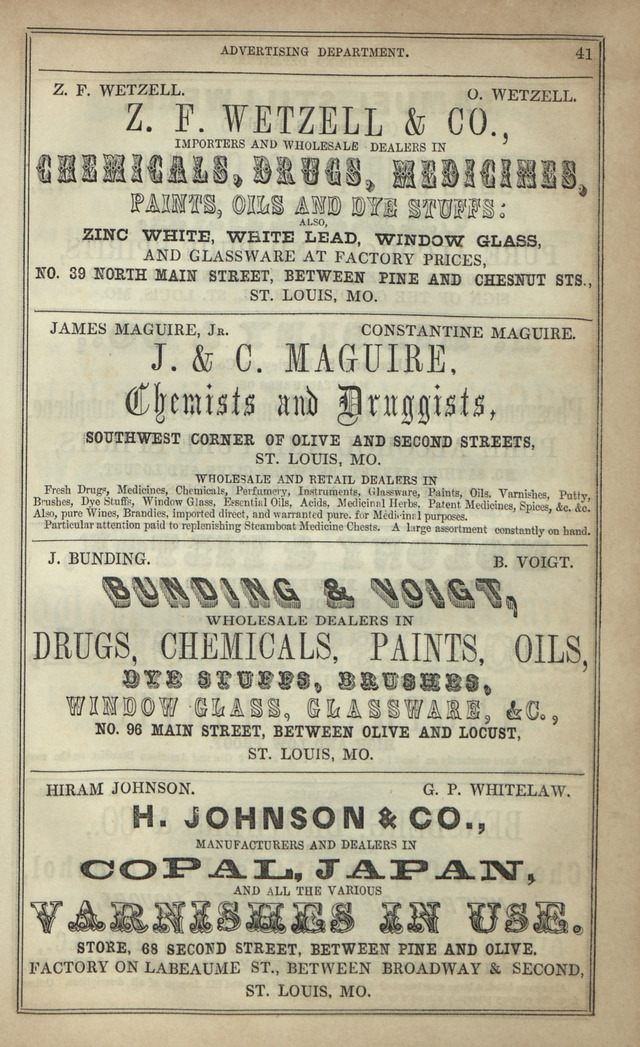 ADVERTISING DEPARTMENT. 41
Z. F. WETZELL. O. WETZELL.
Z. F. WETZELL & CO.,
IMPORTERS AND WHOLESALE DEALERS IN
CHEMICALS, DRUGS, MEDICINES,
PAINTS, OILS AND DYE STUFFS:
ALSO,
ZINC WHITE, WHITE LEAD, WINDOW GLASS,
AND GLASSWARE AT FACTORY PRICES,
NO. 39 NORTH MAIN STREET, BETWEEN PINE AND CHESNUT STS.,
ST. LOUIS, MO.
JAMES MAGUIRE, JR. CONSTANTINE MAGUIRE.
J. & C. MAGUIRE,
Chemists and Druggists,
SOUTHWEST CORNER OF OLIVE AND SECOND STREETS,
ST. LOUIS, MO.
WHOLESALE AND RETAIL DEALERS IN
Fresh Drugs, Medicines, Chemicals, Perfumery, Instruments, Glassware, Paints, Oils, Varnishes, Putty,
Brushes, Dye Stuffs, Window Glass, Essential Oils, Acids, Medicinal Herbs, Patent Medicines, Spices, &c. &c.
Also, pure Wines, Brandies, imported direct, and warranted pure, for Medicinal purposes.
Particular attention paid to replenishing Steamboat Medicine Chests. A large assortment constantly on hand.
J. BUNDING. B. VOIGT.
BUNDING & VOIGT,
WHOLESALE DEALERS IN
DRUGS, CHEMICALS, PAINTS, OILS,
DYE STUFFS, BRUSHES,
WINDOW GLASS, GLASSWARE, &C.,
NO. 96 MAIN STREET, BETWEEN OLIVE AND LOCUST,
ST. LOUIS, MO.
HIRAM JOHNSON. G. P. WHITELAW.
H. JOHNSON & CO.,
MANUFACTURERS AND DEALERS IN
COPAL, JAPAN,
AND ALL THE VARIOUS
VARNISHES IN USE.
STORE, 68 SECOND STREET, BETWEEN PINE AND OLIVE.
FACTORY ON LABEAUME ST., BETWEEN BROADWAY & SECOND,
ST. LOUIS, MO.